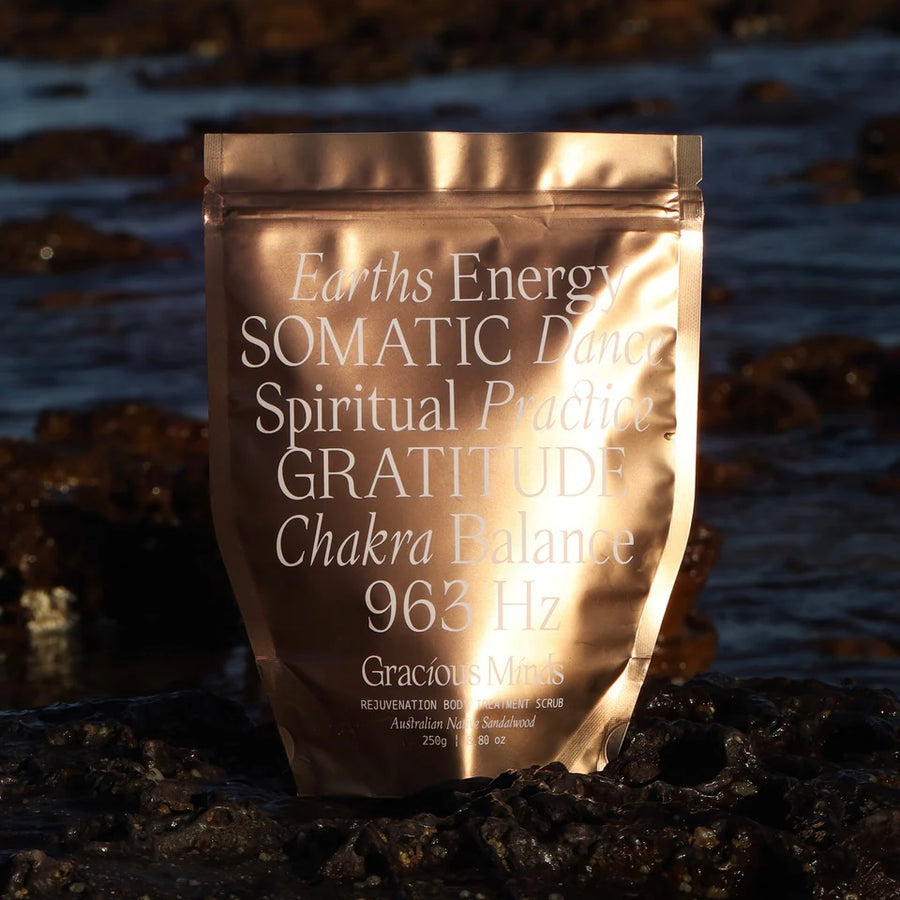 Earths Energy
SOMATIC Dance
Spiritual Practice
GRATITUDE
Chakra Balance
963 Hz
Gracious Minds
REJUVENATION BODY TREATMENT SCRUB
Australian Native Sandalwood
250g | 8.80 oz